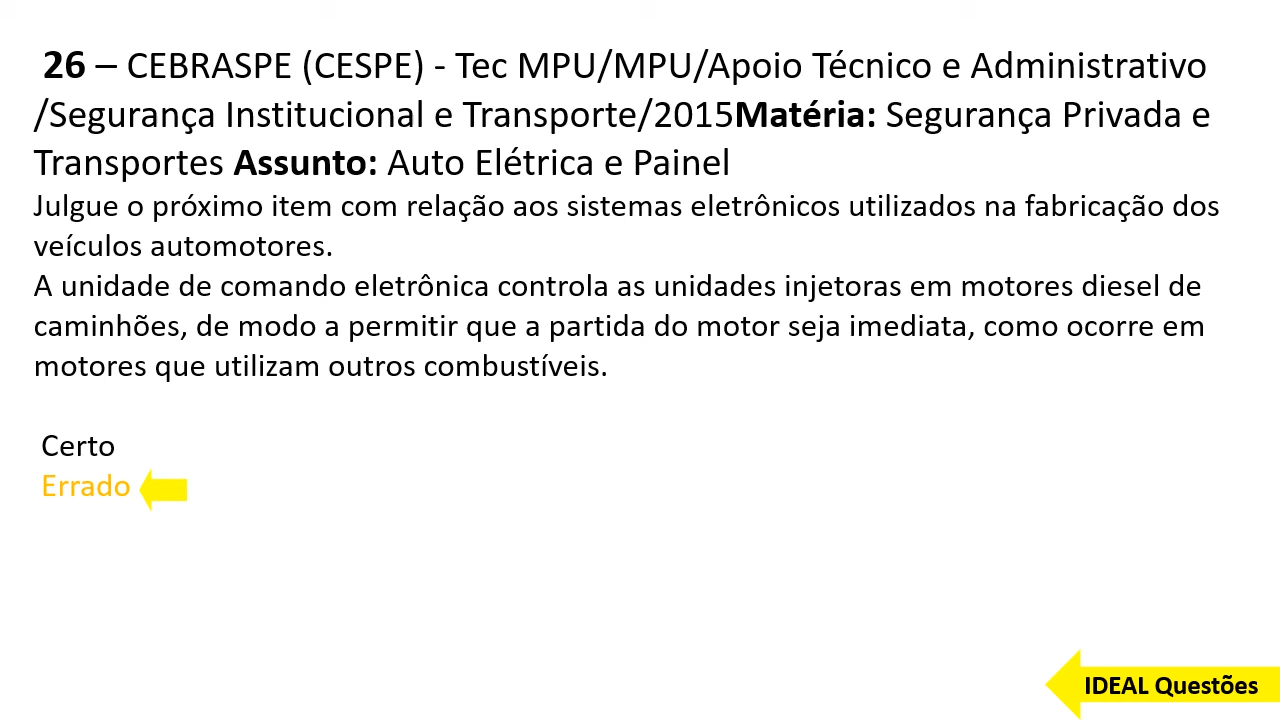 26 – CEBRASPE (CESPE) - Tec MPU/MPU/Apoio Técnico e Administrativo
/Segurança Institucional e Transporte/2015Matéria: Segurança Privada e
Transportes Assunto: Auto Elétrica e Painel
Julgue o próximo item com relação aos sistemas eletrônicos utilizados na fabricação dos
veículos automotores.
A unidade de comando eletrônica controla as unidades injetoras em motores diesel de
caminhões, de modo a permitir que a partida do motor seja imediata, como ocorre em
motores que utilizam outros combustíveis.
Certo
Errado
IDEAL Questões